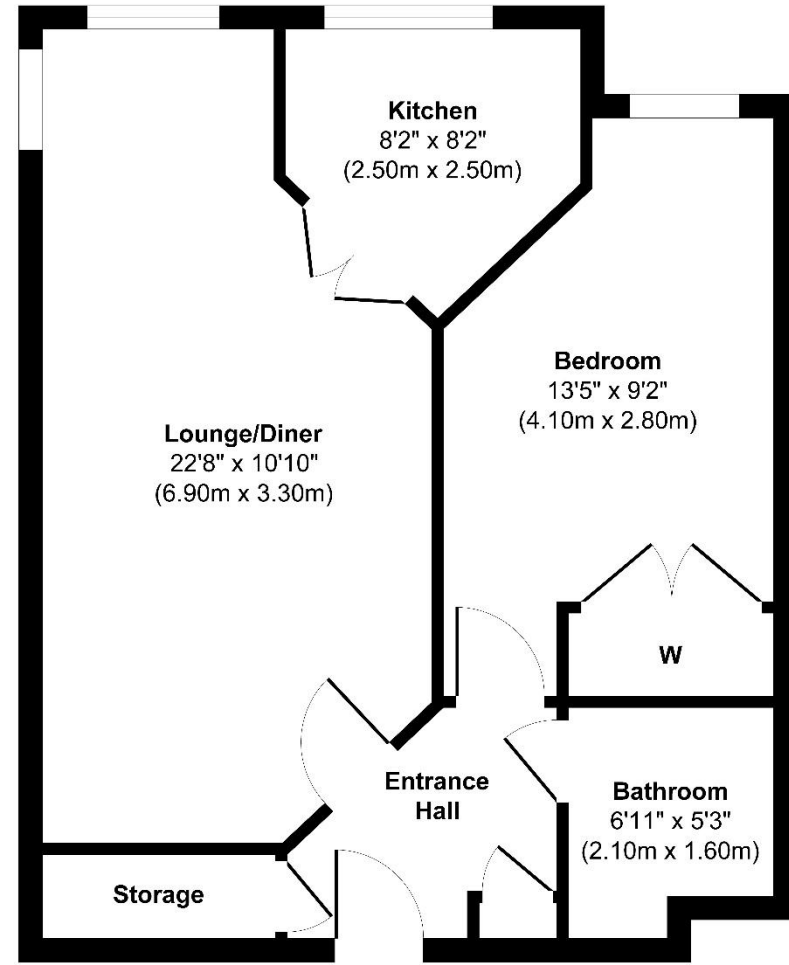 Kitchen
8'2" x 8'2"
(2.50m x 2.50m)
Bedroom
13'5" x 9'2"
(4.10m x 2.80m)
Lounge/Diner
22'8" x 10'10"
(6.90m x 3.30m)
W
Entrance
Hall
Bathroom
6'11" x 5'3"
(2.10m x 1.60m)
Storage